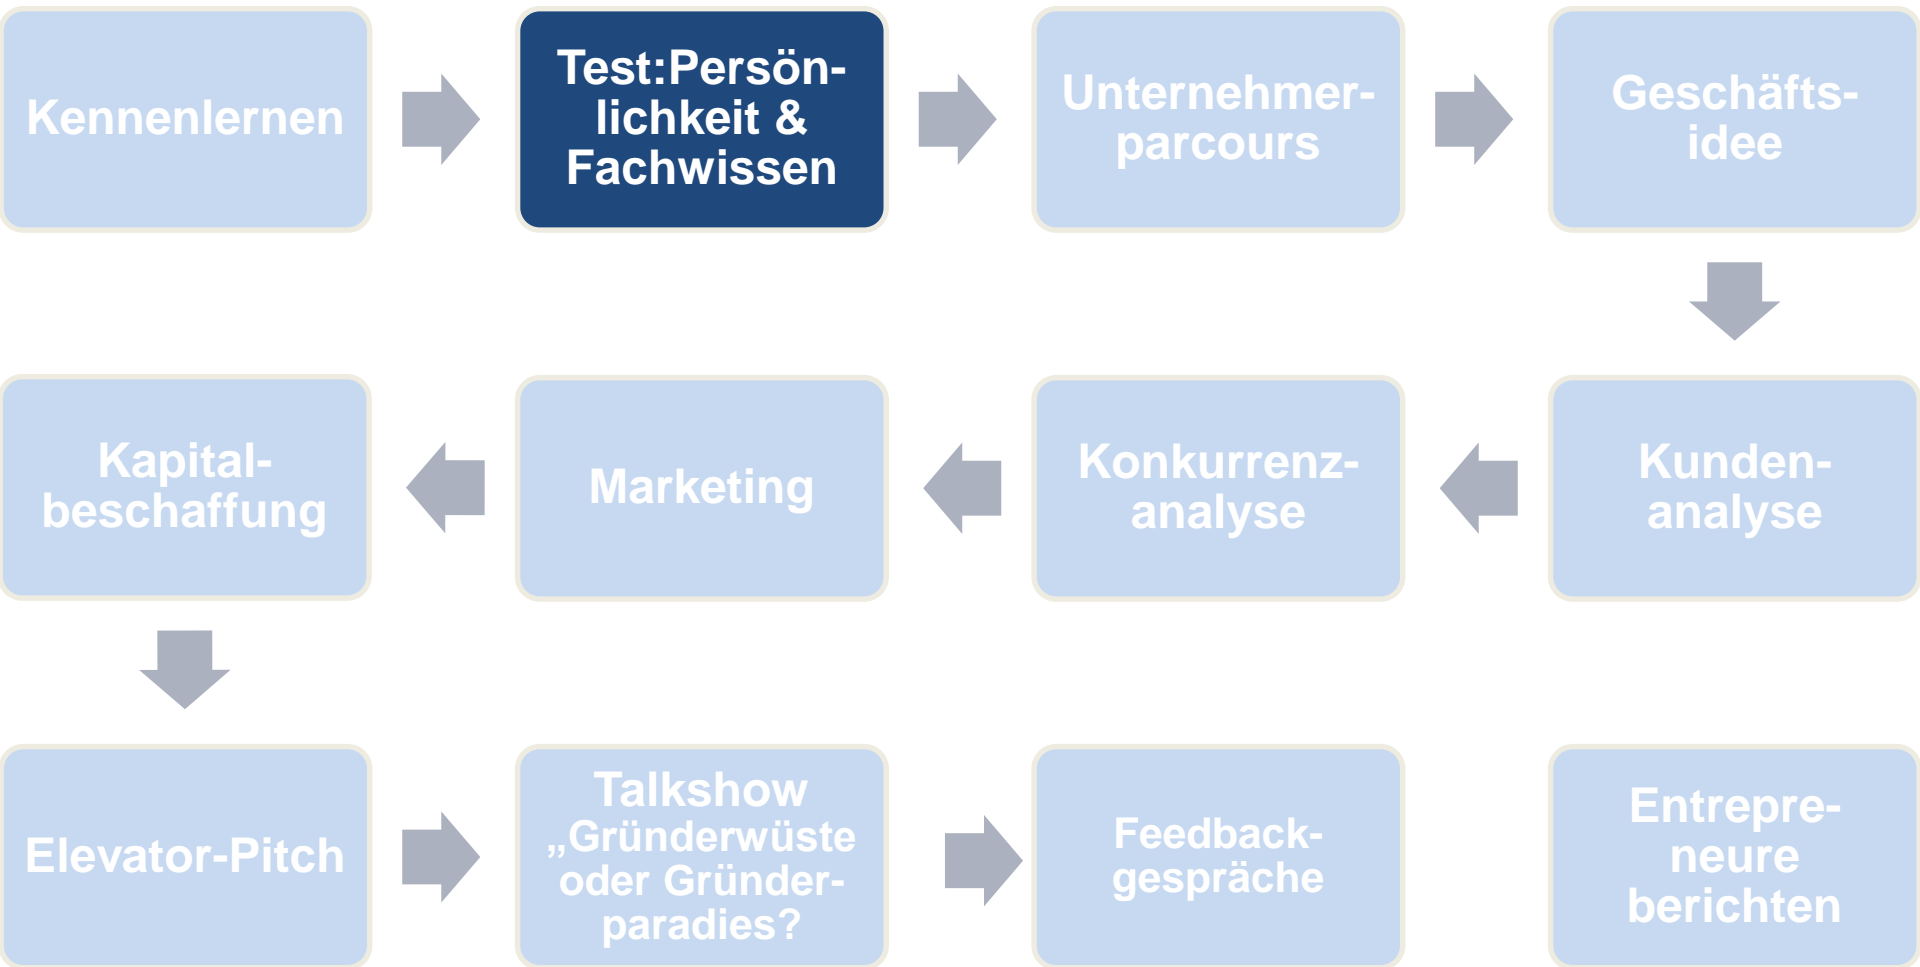 Kennenlernen
Test:Persön-
lichkeit &
Fachwissen
Unternehmer-
parcours
Geschäfts-
idee
Kunden-
analyse
Konkurrenz-
analyse
Marketing
Kapital-
beschaffung
Elevator-Pitch
Talkshow
„Gründerwüste
oder Gründer-
paradies?
Feedback-
gespräche
Entrepre-
neure
berichten